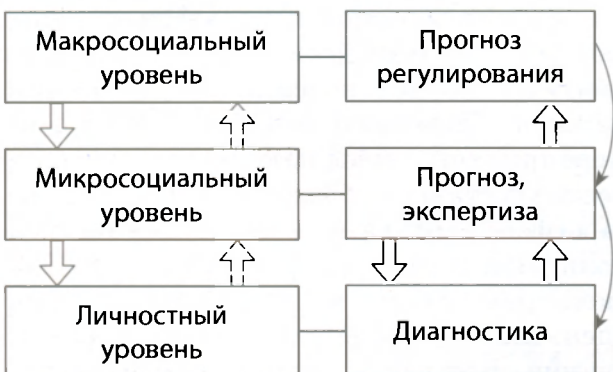 Макросоциальный
уровень
Прогноз
регулирования
Микросоциальный
уровень
Прогноз,
экспертиза
Личностный
уровень
Диагностика